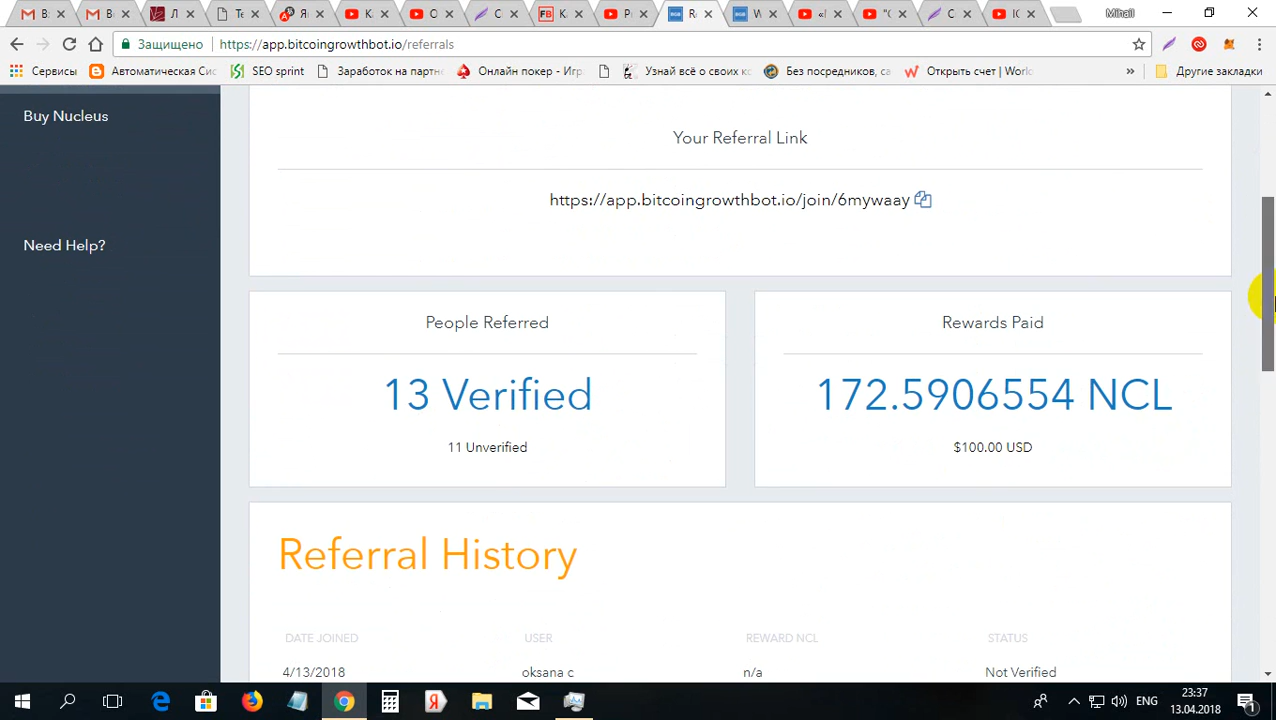 Mihail
Защищено https://app.bitcoingrowthbot.io/referrals
Сервисы Автоматическая Сис SEO sprint Заработок на партн Онлайн покер - Игр Узнай всё о своих кс Без посредников, са Открыть счет | Worl » Другие закладки
Buy Nucleus
Need Help?
Your Referral Link
https://app.bitcoingrowthbot.io/join/6mywaay
People Referred
13 Verified
11 Unverified
Rewards Paid
172.5906554 NCL
$100.00 USD
Referral History
DATE JOINED USER REWARD NCL STATUS
4/13/2018 oksana c n/a Not Verified
ENG
23:37
13.04.2018